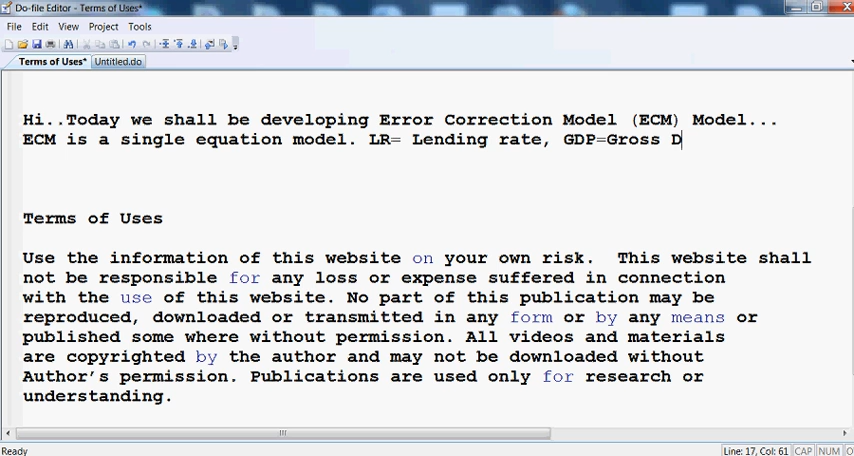 Do-file Editor - Terms of Uses*
File Edit View Project Tools
Terms of Uses* Untitled.do
Hi..Today we shall be developing Error Correction Model (ECM) Model...
ECM is a single equation model. LR= Lending rate, GDP=Gross D
Terms of Uses
Use the information of this website on your own risk. This website shall
not be responsible for any loss or expense suffered in connection
with the use of this website. No part of this publication may be
reproduced, downloaded or transmitted in any form or by any means or
published some where without permission. All videos and materials
are copyrighted by the author and may not be downloaded without
Author's permission. Publications are used only for research or
understanding.
Ready Line: 17, Col: 61 CAP NUM